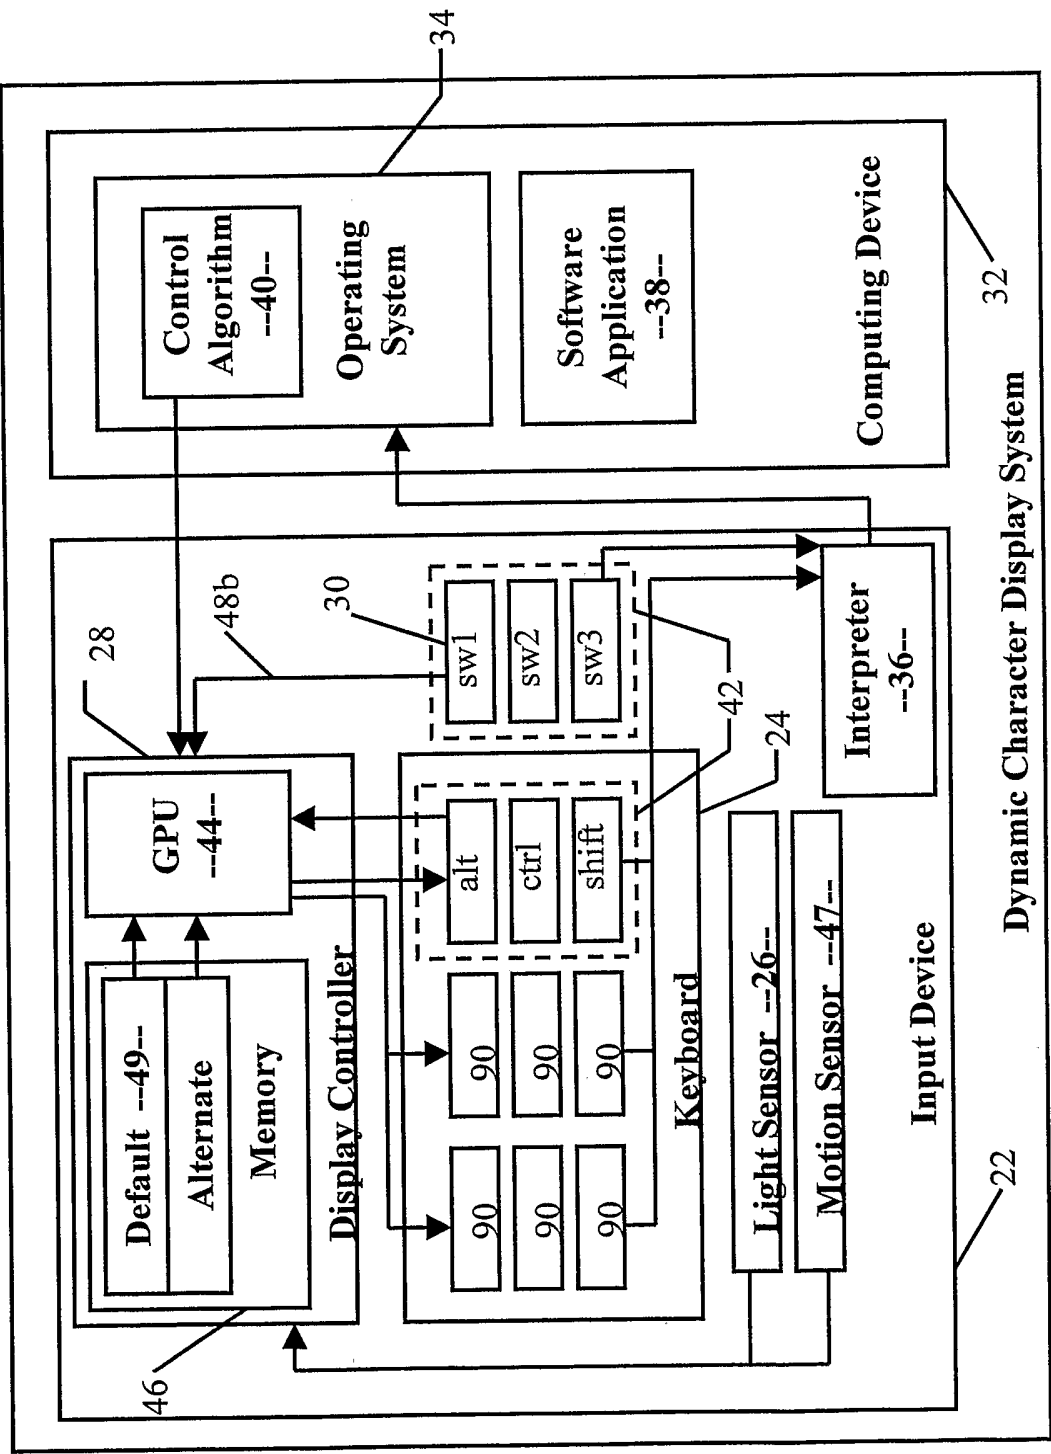 46
28
48b
30
34
Default --49--
Alternate
Memory
GPU
--44--
Display Controller
Control
Algorithm
--40--
Operating
System
90
90
alt
sw1
90
90
ctrl
sw2
90
90
shift
sw3
Keyboard
42
24
Software
Application
--38--
Light Sensor --26--
Motion Sensor --47--
Interpreter
--36--
Computing Device
Input Device
22
32
Dynamic Character Display System